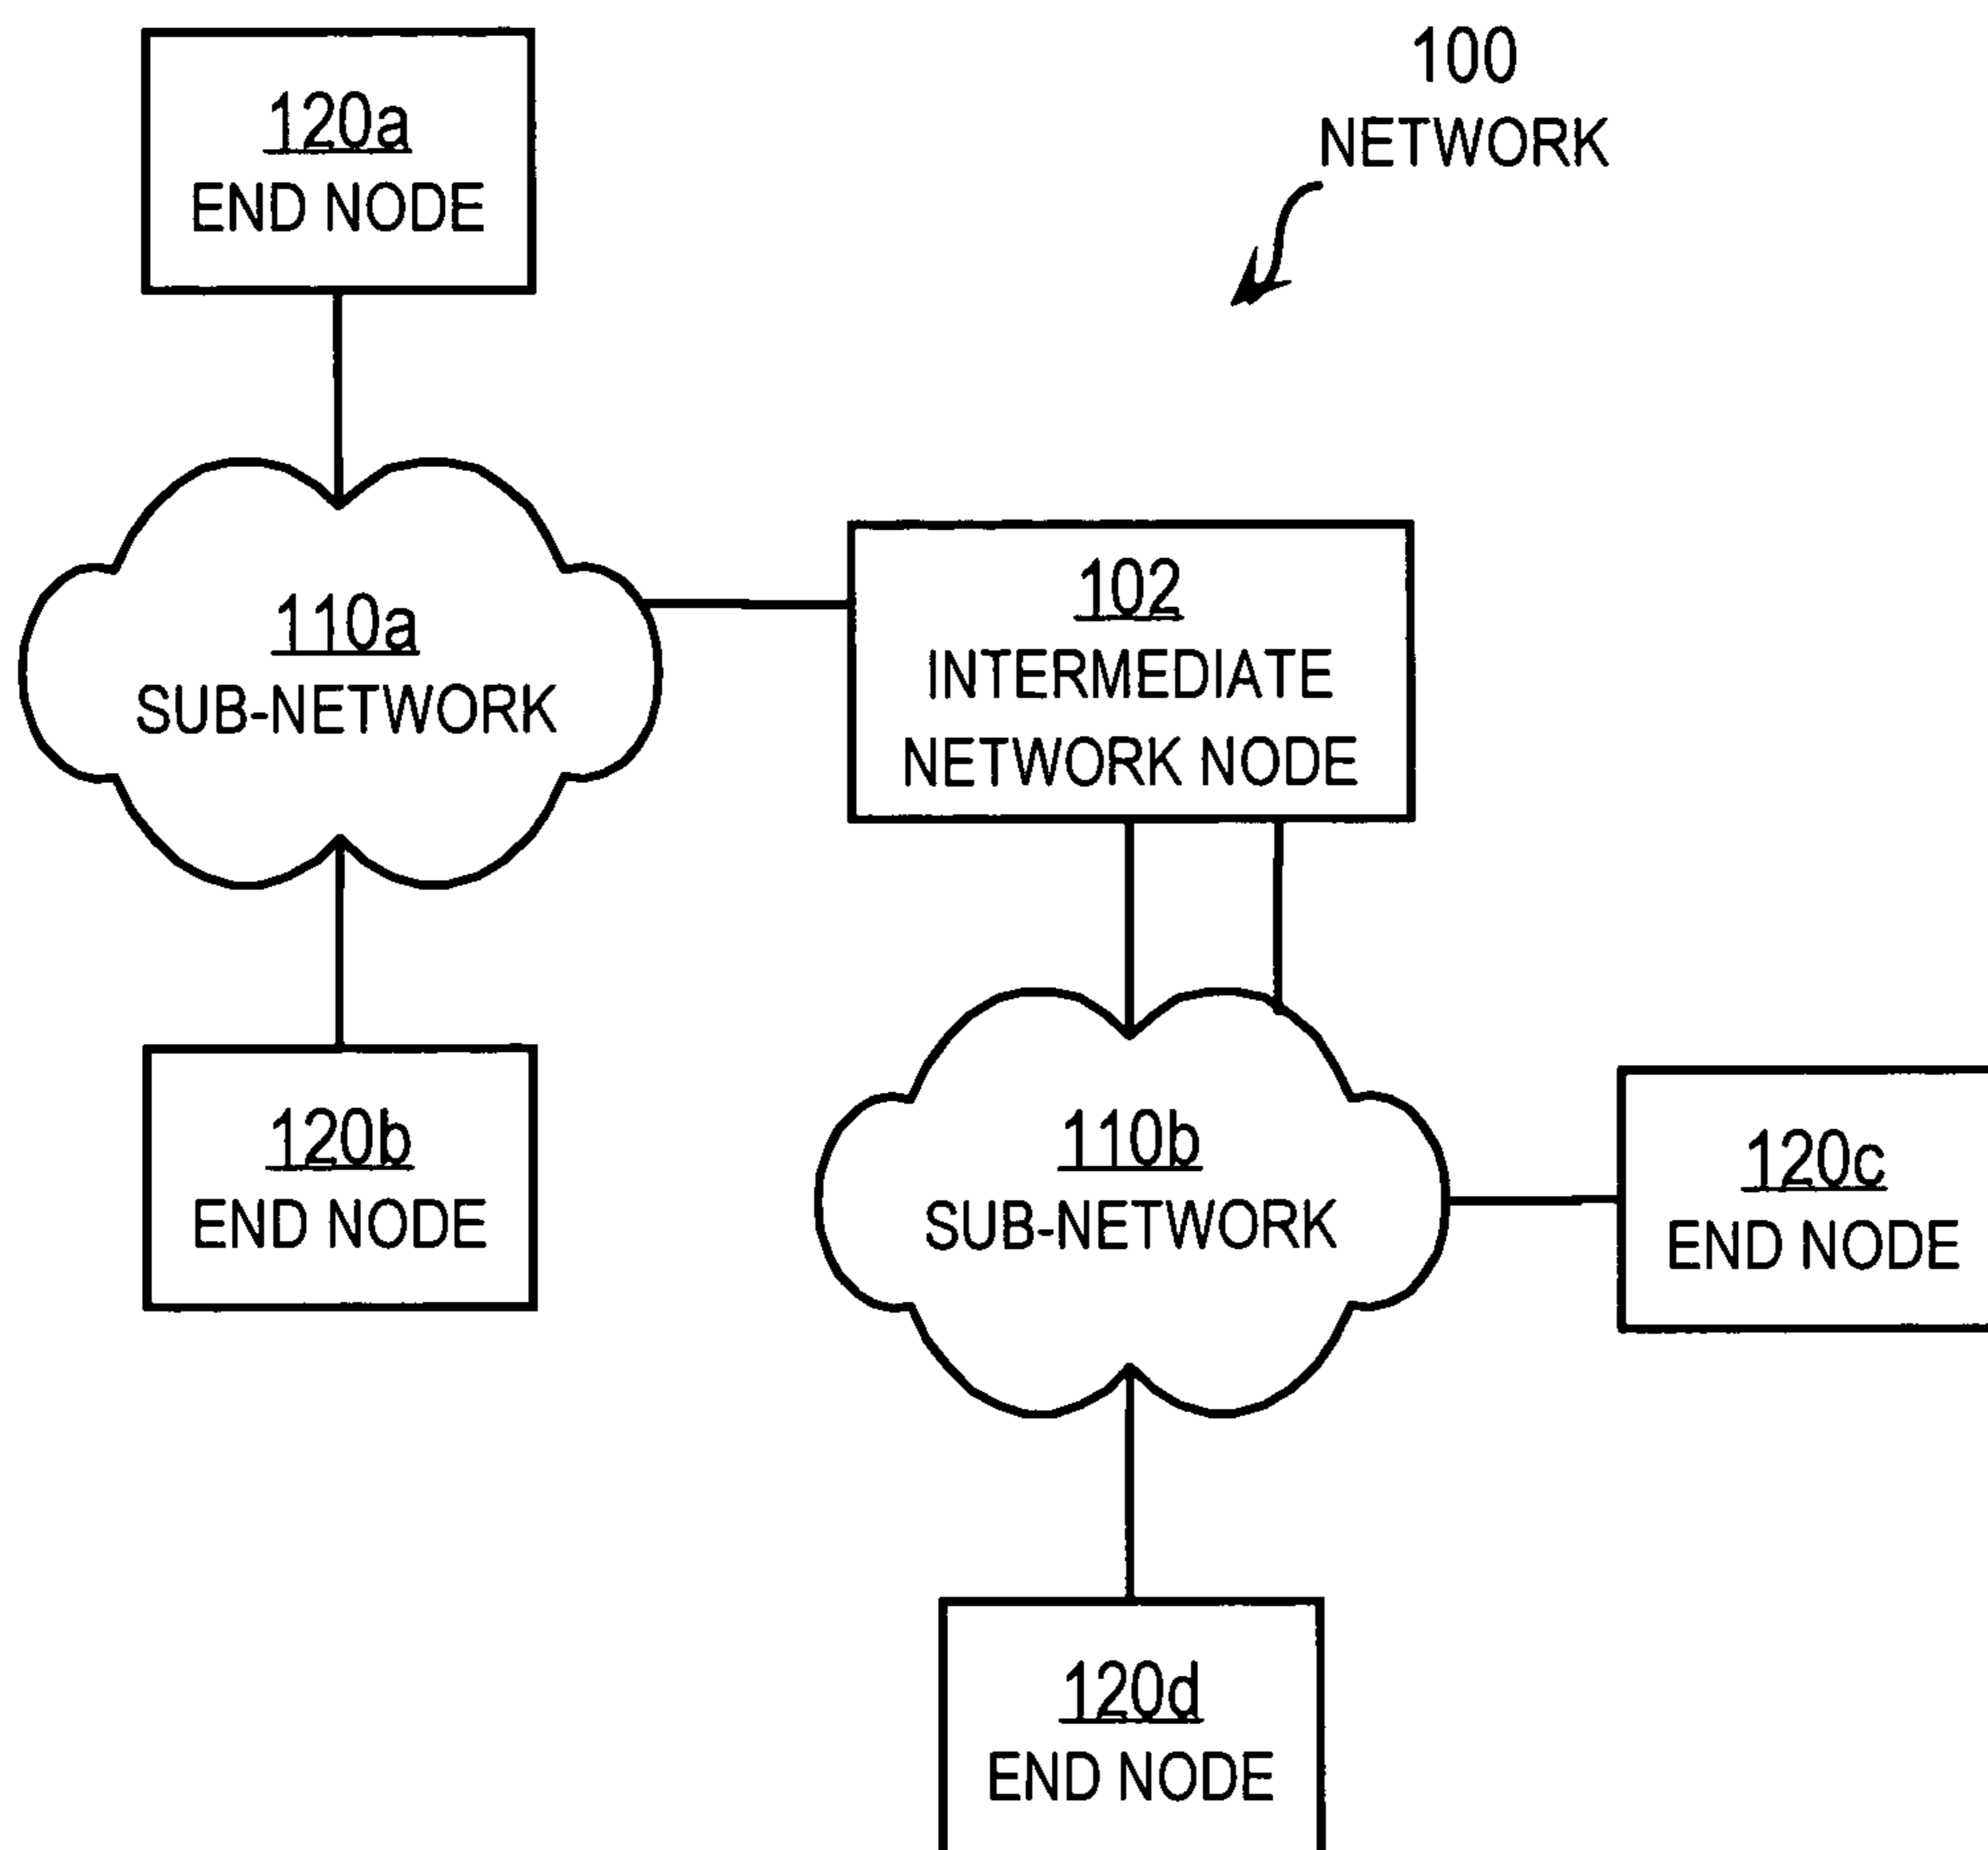 120a
END NODE
100
NETWORK
110a
SUB-NETWORK
102
INTERMEDIATE
NETWORK NODE
120b
END NODE
110b
SUB-NETWORK
120c
END NODE
120d
END NODE